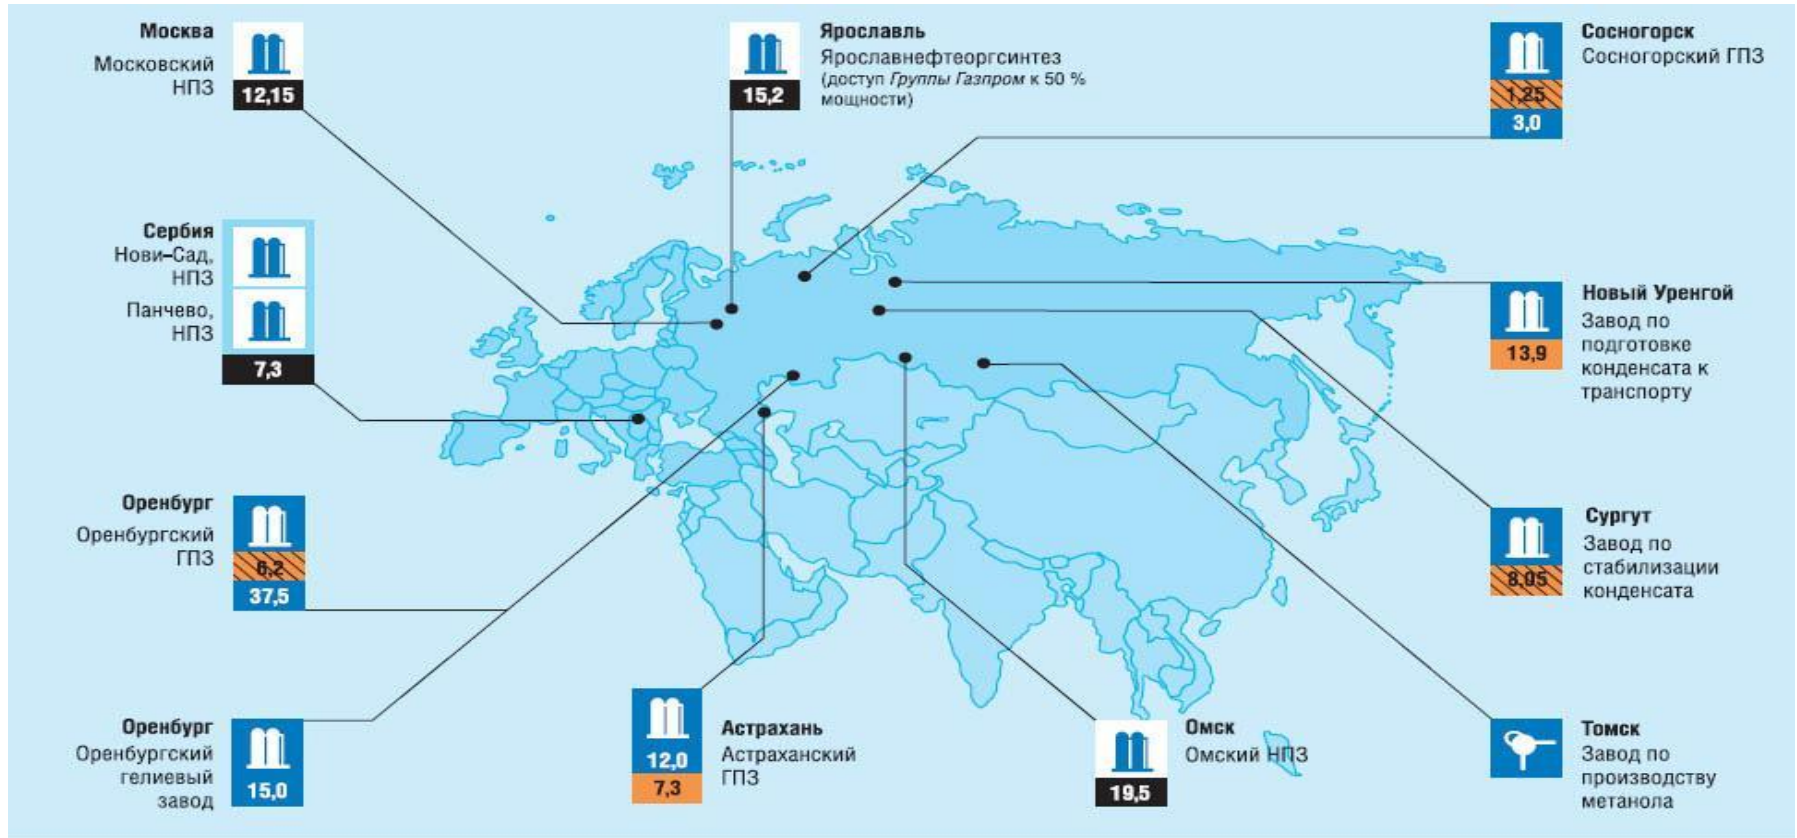 Москва
Московский
НПЗ
12,15
Ярославль
Ярославнефтеоргсинтез
(доступ Группы Газпром к 50 %
мощности)
15,2
Сосногорск
Сосногорский ГПЗ
1,25
3,0
Сербия
Нови–Сад,
НПЗ
Панчево,
НПЗ
7,3
Новый Уренгой
Завод по
подготовке
конденсата к
транспорту
13,9
Оренбург
Оренбургский
ГПЗ
6,2
37,5
Сургут
Завод по
стабилизации
конденсата
8,05
Оренбург
Оренбургский
гелиевый
завод
15,0
Астрахань
Астраханский
ГПЗ
12,0
7,3
Омск
Омский НПЗ
19,5
Томск
Завод по
производству
метанола